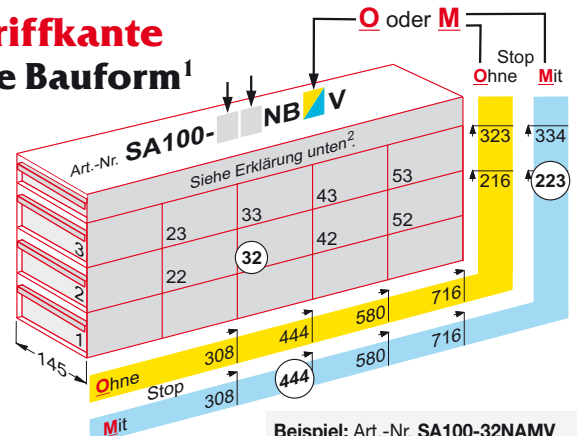 riffkante
e Bauform¹
O oder M
Stop
Ohne Mit
Art.-Nr. SA100- NB V
Siehe Erklärung unten².
323 334
216 223
23 33 43 53
22 32 42 52
3
2
1
145
Ohne 308 444 580 716
Stop
Mit 308 444 580 716
Beispiel: Art.-Nr. SA100-32NAMV